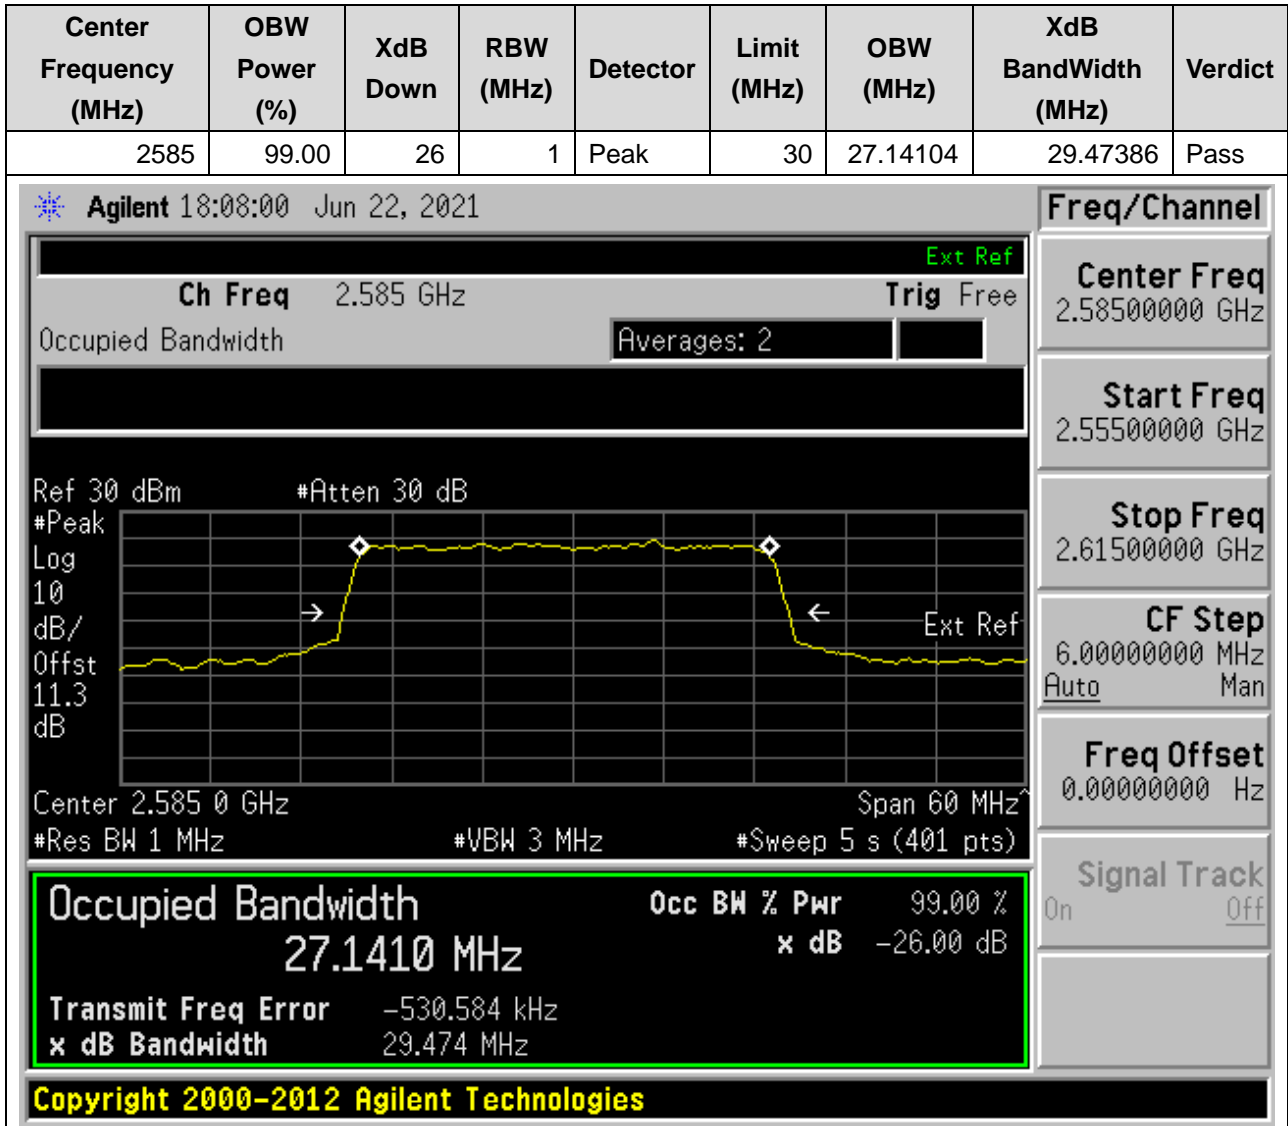 Center Frequency (MHz) OBW Power (%) XdB Down RBW (MHz) Detector Limit (MHz) OBW (MHz) XdB BandWidth (MHz) Verdict
2585 99.00 26 1 Peak 30 27.14104 29.47386 Pass
Agilent 18:08:00 Jun 22, 2021
Freq/Channel
Ext Ref
Ch Freq 2.585 GHz Trig Free
Occupied Bandwidth Averages: 2
Center Freq
2.58500000 GHz
Start Freq
2.55500000 GHz
Stop Freq
2.61500000 GHz
CF Step
6.00000000 MHz
Auto Man
Freq Offset
0.00000000 Hz
Signal Track
On Off
Ref 30 dBm #Atten 30 dB
#Peak
Log
10
dB/
Offst
11.3
dB
Ext Ref
Center 2.585 0 GHz Span 60 MHz^
#Res BW 1 MHz #VBW 3 MHz #Sweep 5 s (401 pts)
Occupied Bandwidth Occ BW % Pwr 99.00 %
27.1410 MHz x dB -26.00 dB
Transmit Freq Error -530.584 kHz
x dB Bandwidth 29.474 MHz
Copyright 2000-2012 Agilent Technologies